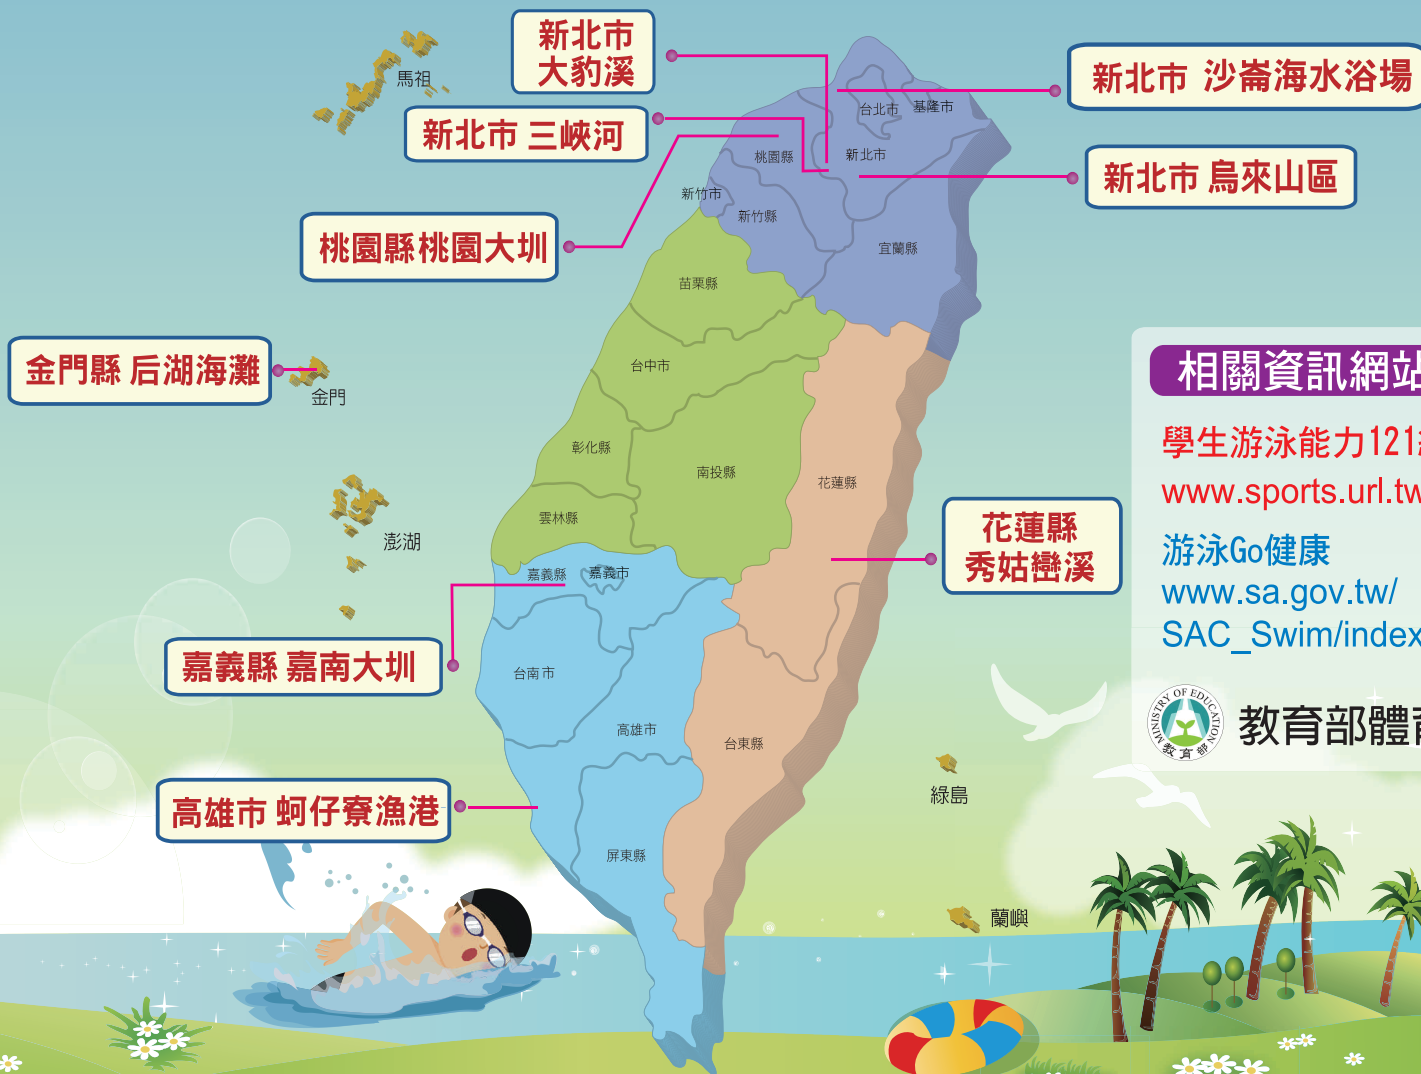 新北市
大豹溪
新北市 沙崙海水浴場
馬祖
新北市 三峽河
台北市
基隆市
桃園縣
新北市
新北市 烏來山區
新竹市
新竹縣
桃園縣桃園大圳
宜蘭縣
苗栗縣
金門縣 后湖海灘
金門
台中市
相關資訊網站
學生游泳能力121
www.sports.url.tw
游泳Go健康
www.sa.gov.tw/
SAC_Swim/index
彰化縣
南投縣
花蓮縣
雲林縣
澎湖
花蓮縣
秀姑巒溪
嘉義縣
嘉義市
嘉義縣 嘉南大圳
台南市
高雄市
台東縣
MINISTRY OF EDUCATION
教育部
教育部體育
綠島
高雄市 蚵仔寮漁港
屏東縣
蘭嶼